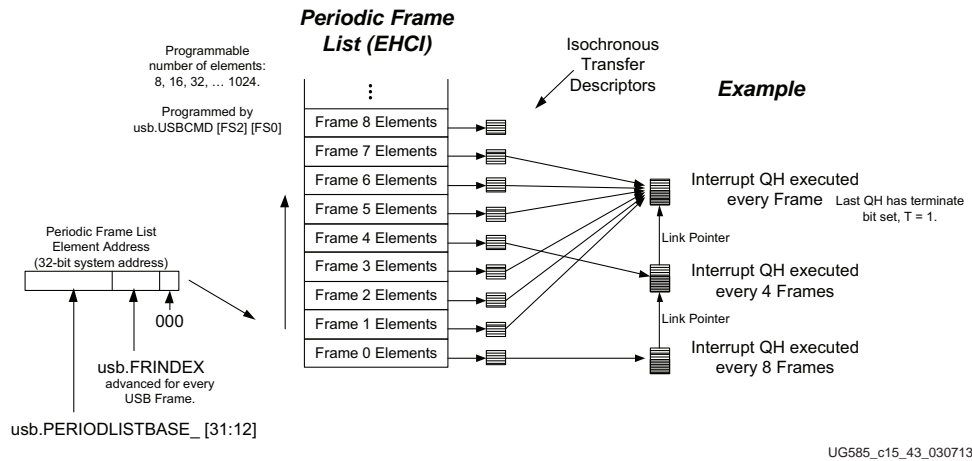 Periodic Frame
List (EHCI)
Programmable
number of elements:
8, 16, 32, … 1024.
Programmed by
usb.USBCMD [FS2] [FS0]
Isochronous
Transfer
Descriptors
Example
Frame 8 Elements
Frame 7 Elements
Frame 6 Elements
Frame 5 Elements
Frame 4 Elements
Frame 3 Elements
Frame 2 Elements
Frame 1 Elements
Frame 0 Elements
Interrupt QH executed
every Frame
Last QH has terminate
bit set, T = 1.
Link Pointer
Interrupt QH executed
every 4 Frames
Link Pointer
Interrupt QH executed
every 8 Frames
Periodic Frame List
Element Address
(32-bit system address)
000
usb.FRINDEX
advanced for every
USB Frame.
usb.PERIODLISTBASE_ [31:12]
UG585_c15_43_030713